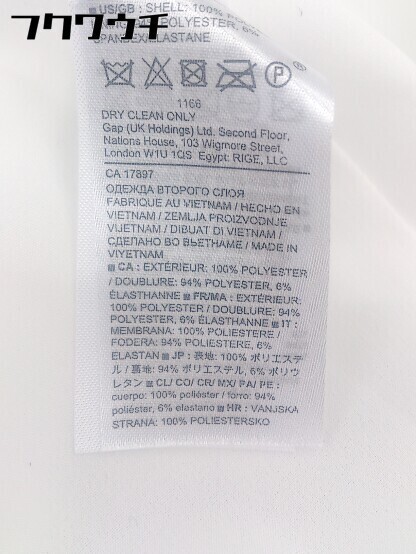 フクウクチ
US/GB : SHELL: 100%
POLYESTER, 6%
SPANDEX/ELASTANE
P
1166
DRY CLEAN ONLY
Gap (UK Holdings) Ltd, Second Floor,
Nations House, 103 Wigmore Street,
London W1U 1QS Egypt: RIGE, LLC
CA 17897
ОДЕЖДА ВТОРОГО СЛОЯ
FABRIQUE AU VIETNAM / HECHO EN
VIETNAM / ZEMLJA PROIZVODNJE
VIJETNAM / DIBUAT DI VIETNAM /
СДЕЛАНО ВО ВЬЕТНАМЕ / MADE IN
VIYETNAM
■ CA : EXTÉRIEUR: 100% POLYESTER
/ DOUBLURE: 94% POLYESTER, 6%
ÉLASTHANNE ■ FR/MA : EXTÉRIEUR:
100% POLYESTER / DOUBLURE: 94%
POLYESTER, 6% ÉLASTHANNE ■ IT :
MEMBRANA: 100% POLIESTERE /
FODERA: 94% POLIESTERE, 6%
ELASTAN ■ JP : 表地: 100% ポリエステ
ル / 裏地: 94% ポリエステル, 6% ポリウ
レタン ■ CL/ CO/ CR/ MX/ PA/ PE :
cuerpo: 100% poliéster / forro: 94%
poliéster, 6% elastano ■ HR : VANJSKA
STRANA: 100% POLIESTERSKO